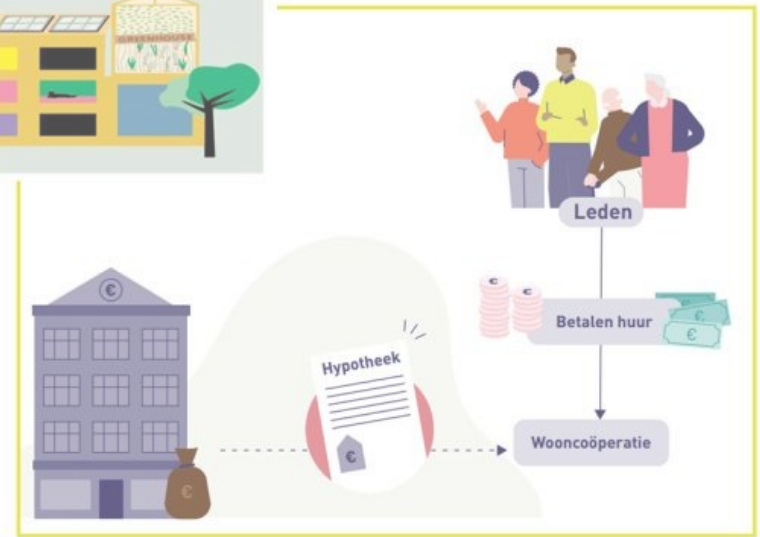 GREENHOUSE
Leden
Betalen huur
Hypotheek
Wooncoöperatie
€
€
€
€
€
€
€